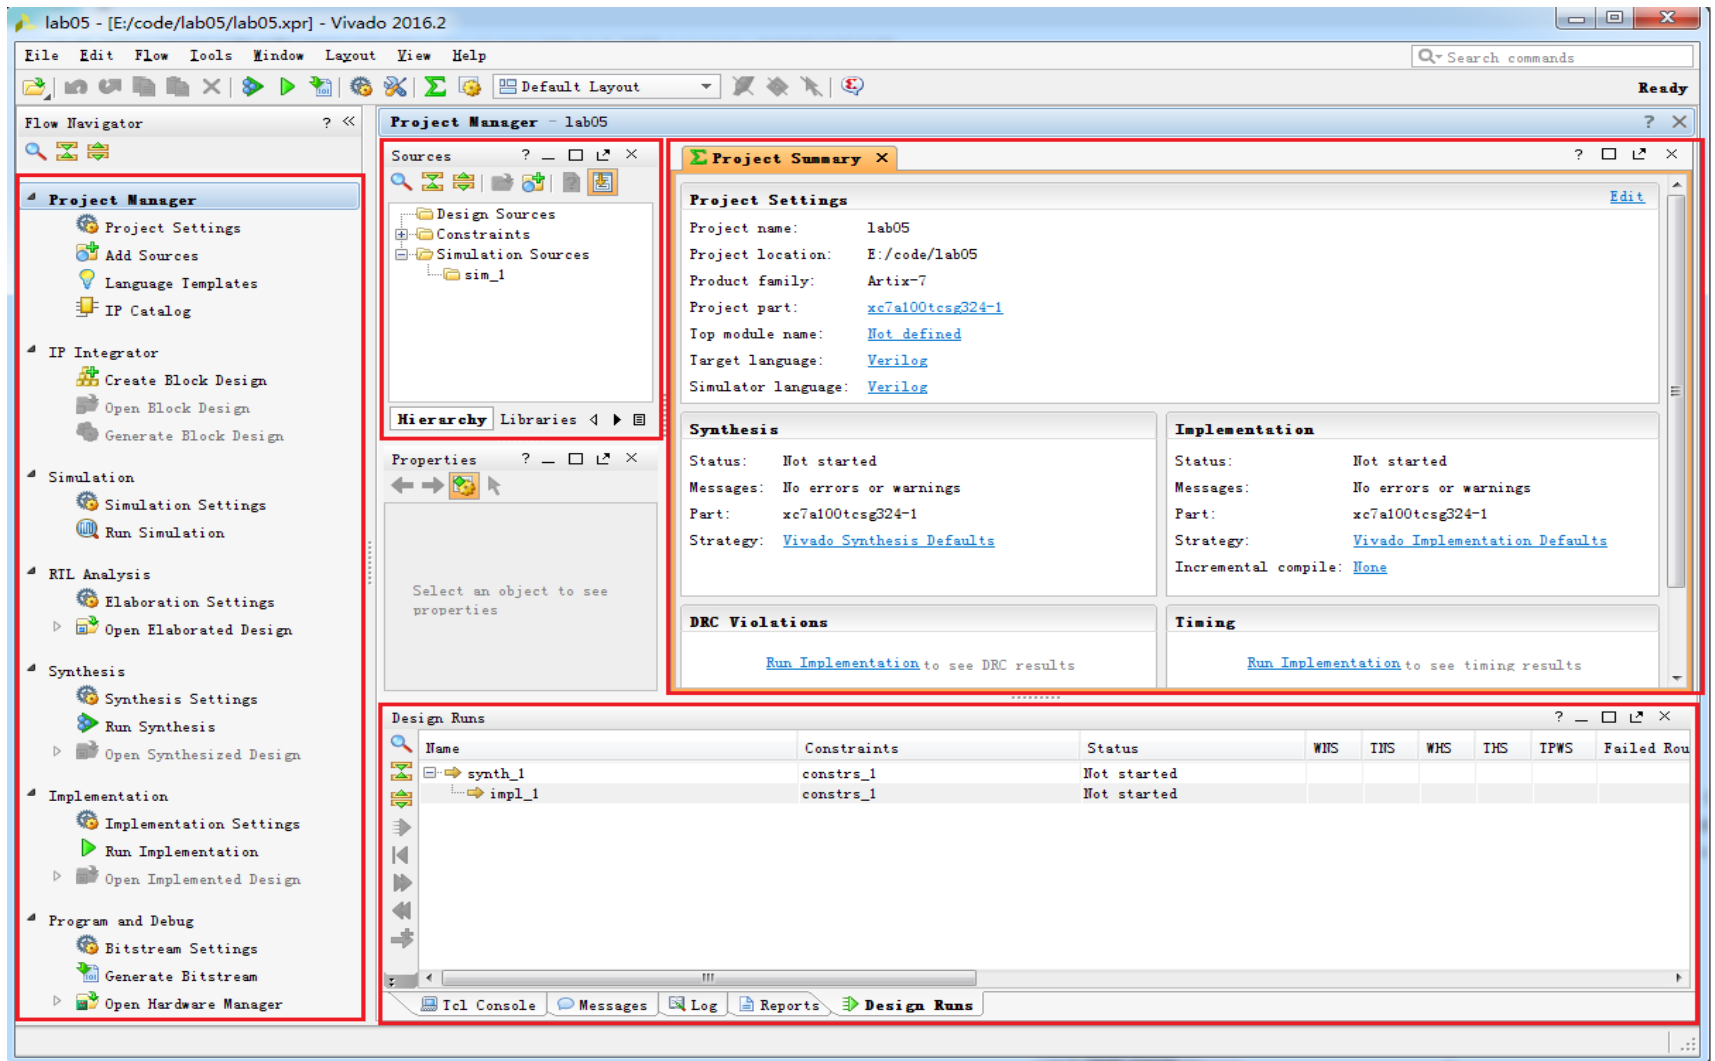 lab05 - [E:/code/lab05/lab05.xpr] - Vivado 2016.2
File Edit Flow Tools Window Layout View Help
Search commands
Default Layout
Ready
Flow Navigator
Project Manager
Project Settings
Add Sources
Language Templates
IP Catalog
IP Integrator
Create Block Design
Open Block Design
Generate Block Design
Simulation
Simulation Settings
Run Simulation
RTL Analysis
Elaboration Settings
Open Elaborated Design
Synthesis
Synthesis Settings
Run Synthesis
Open Synthesized Design
Implementation
Implementation Settings
Run Implementation
Open Implemented Design
Program and Debug
Bitstream Settings
Generate Bitstream
Open Hardware Manager
Project Manager - lab05
Sources
Design Sources
Constraints
Simulation Sources
sim_1
Hierarchy Libraries
Properties
Select an object to see
properties
Project Summary
Project Settings Edit
Project name: lab05
Project location: E:/code/lab05
Product family: Artix-7
Project part: xc7a100tcsg324-1
Top module name: Not defined
Target language: Verilog
Simulator language: Verilog
Synthesis
Status: Not started
Messages: No errors or warnings
Part: xc7a100tcsg324-1
Strategy: Vivado Synthesis Defaults
Implementation
Status: Not started
Messages: No errors or warnings
Part: xc7a100tcsg324-1
Strategy: Vivado Implementation Defaults
Incremental compile: None
DRC Violations
Run Implementation to see DRC results
Timing
Run Implementation to see timing results
Design Runs
Name Constraints Status WNS TNS WHS THS TPWS Failed Rou
synth_1 constrs_1 Not started
impl_1 constrs_1 Not started
Tcl Console Messages Log Reports Design Runs